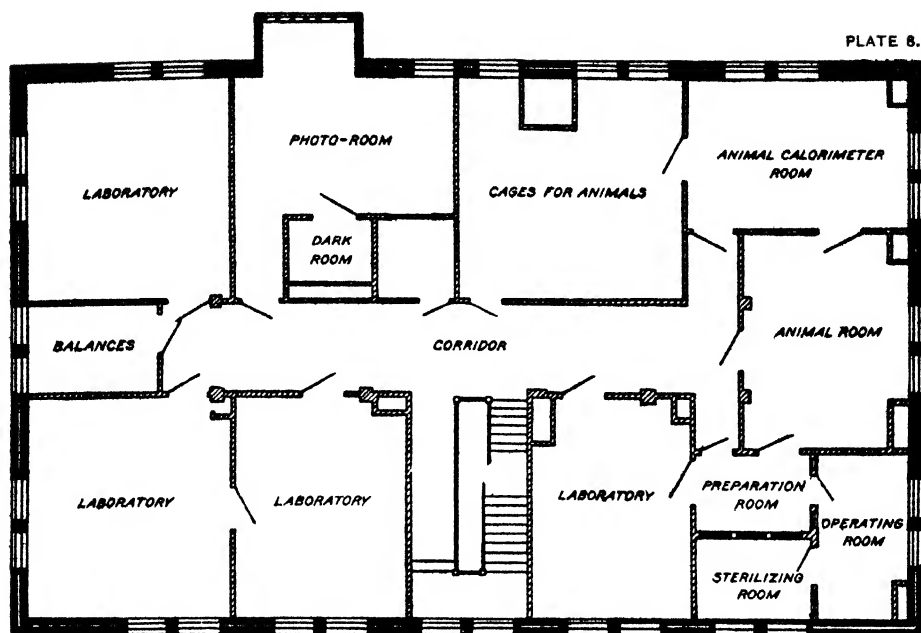 PLATE 8.
PHOTO-ROOM
ANIMAL CALORIMETER
ROOM
LABORATORY
CAGES FOR ANIMALS
DARK
ROOM
BALANCES
CORRIDOR
ANIMAL ROOM
LABORATORY
LABORATORY
LABORATORY
PREPARATION
ROOM
OPERATING
ROOM
STERILIZING
ROOM